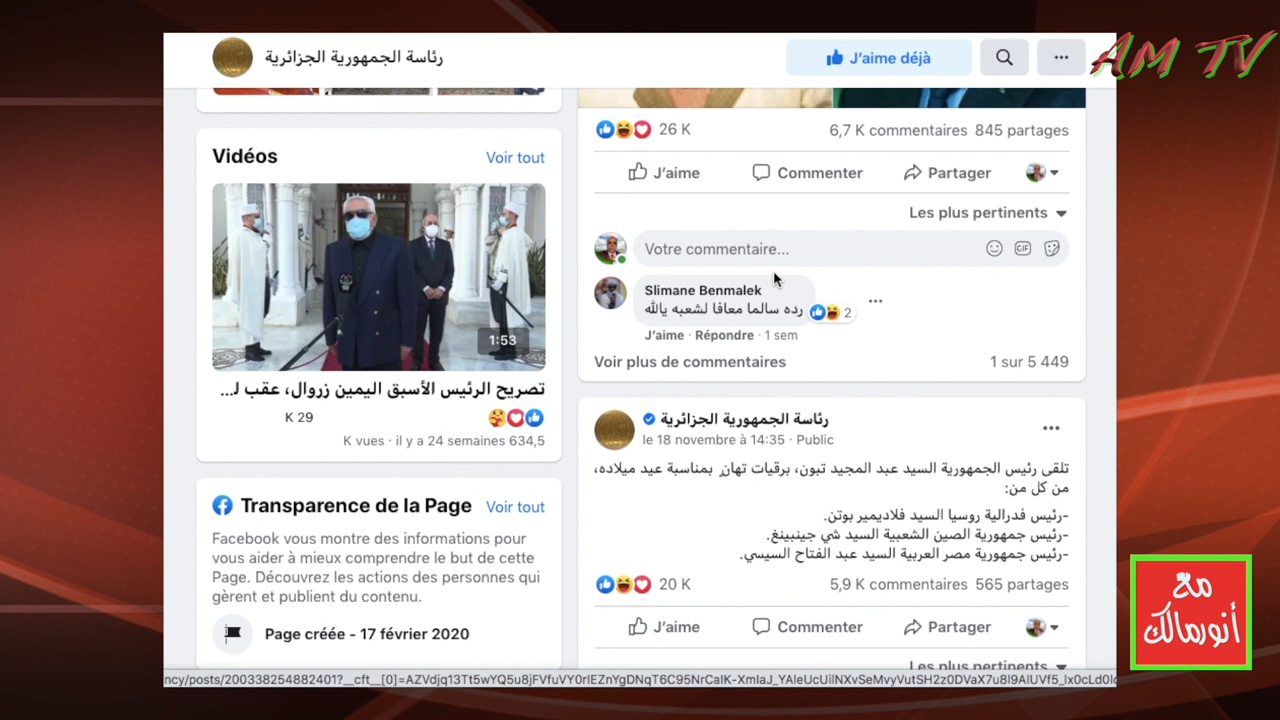 AM TV
رئاسة الجمهورية الجزائرية
J'aime déjà
Vidéos
Voir tout
1:53
تصريح الرئيس الأسبق اليمين زروال، عقب لـ...
29 K
634,5 K vues · il y a 24 semaines
Transparence de la Page
Voir tout
Facebook vous montre des informations pour
vous aider à mieux comprendre le but de cette
Page. Découvrez les actions des personnes qui
gèrent et publient du contenu.
Page créée - 17 février 2020
26 K
6,7 K commentaires 845 partages
J'aime
Commenter
Partager
Les plus pertinents
Votre commentaire...
GIF
Slimane Benmalek
رده سالما معافا لشعبه يالله
2
J'aime · Répondre · 1 sem
Voir plus de commentaires
1 sur 5 449
رئاسة الجمهورية الجزائرية
le 18 novembre à 14:35 · Public
تلقى رئيس الجمهورية السيد عبد المجيد تبون، برقيات تهانٍ بمناسبة عيد ميلاده،
من كل من:
-رئيس فدرالية روسيا السيد فلاديمير بوتن.
-رئيس جمهورية الصين الشعبية السيد شي جينبينغ.
-رئيس جمهورية مصر العربية السيد عبد الفتاح السيسي.
20 K
5,9 K commentaires 565 partages
J'aime
Commenter
Partager
Les plus pertinents
مع
أنورمالك